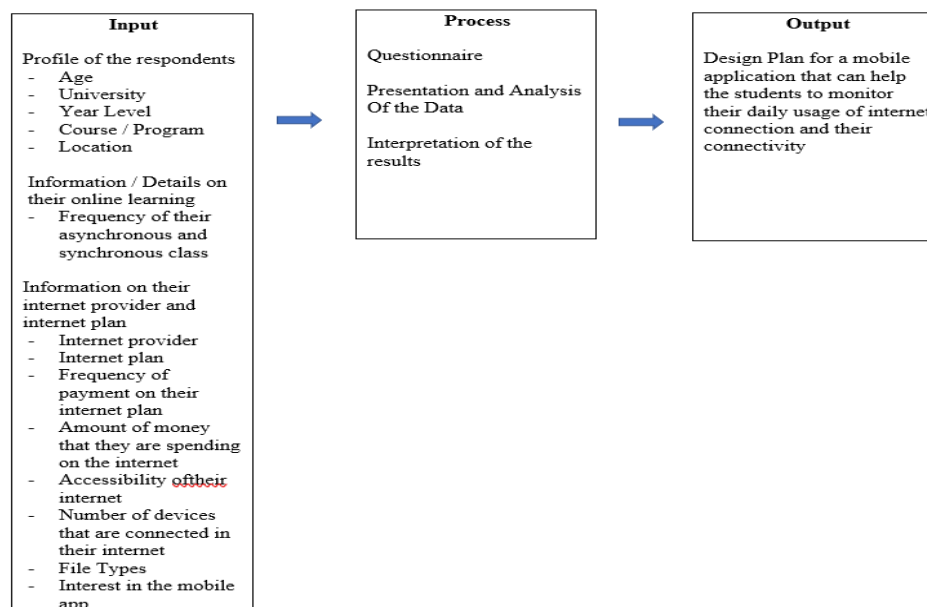 Input
Profile of the respondents
- Age
- University
- Year Level
- Course / Program
- Location
Information / Details on
their online learning
- Frequency of their
asynchronous and
synchronous class
Information on their
internet provider and
internet plan
- Internet provider
- Internet plan
- Frequency of
payment on their
internet plan
- Amount of money
that they are spending
on the internet
- Accessibility oftheir
internet
- Number of devices
that are connected in
their internet
- File Types
- Interest in the mobile
app
Process
Questionnaire
Presentation and Analysis
Of the Data
Interpretation of the
results
Output
Design Plan for a mobile
application that can help
the students to monitor
their daily usage of internet
connection and their
connectivity